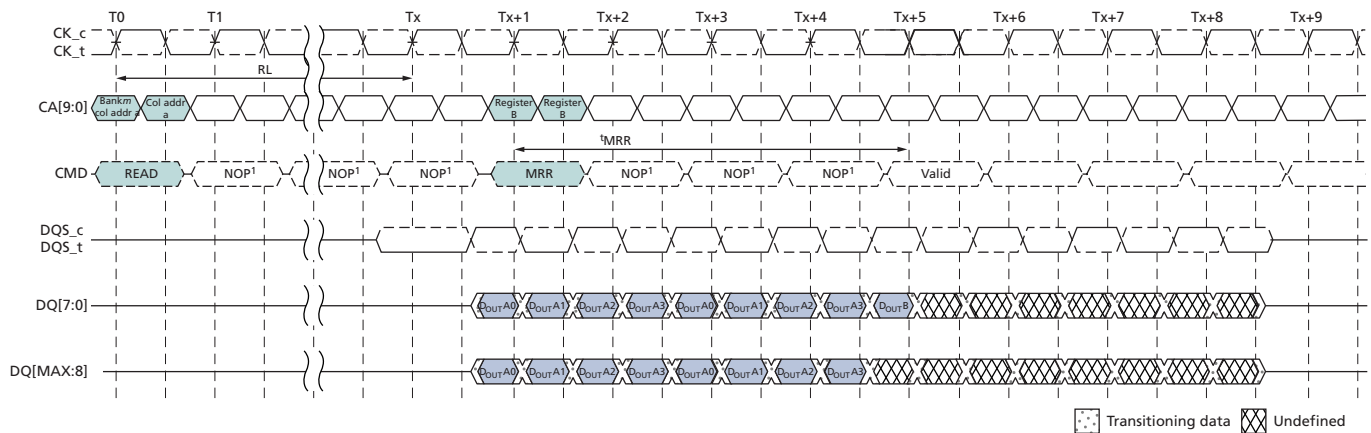 T0 T1 Tx Tx+1 Tx+2 Tx+3 Tx+4 Tx+5 Tx+6 Tx+7 Tx+8 Tx+9
CK_c
CK_t
RL
CA[9:0] Bankm col addr a Col addr a Register B Register B
tMRR
CMD READ NOP1 NOP1 NOP1 MRR NOP1 NOP1 NOP1 Valid
DQS_c
DQS_t
DQ[7:0] DOUTA0 DOUTA1 DOUTA2 DOUTA3 DOUTA0 DOUTA1 DOUTA2 DOUTA3 DOUTB
DQ[MAX:8] DOUTA0 DOUTA1 DOUTA2 DOUTA3 DOUTA0 DOUTA1 DOUTA2 DOUTA3
Transitioning data Undefined